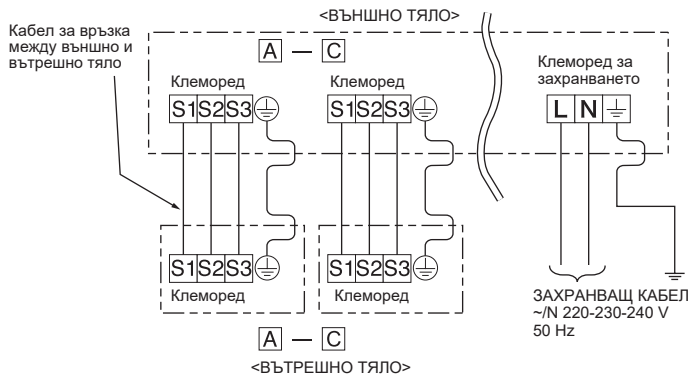 <ВЪНШНО ТЯЛО>
Кабел за връзка
между външно и
вътрешно тяло
A — C
Клеморед
S1 S2 S3
Клеморед
S1 S2 S3
Клеморед за
захранването
L N
S1 S2 S3
Клеморед
S1 S2 S3
Клеморед
ЗАХРАНВАЩ КАБЕЛ
~/N 220-230-240 V
50 Hz
A — C
<ВЪТРЕШНО ТЯЛО>